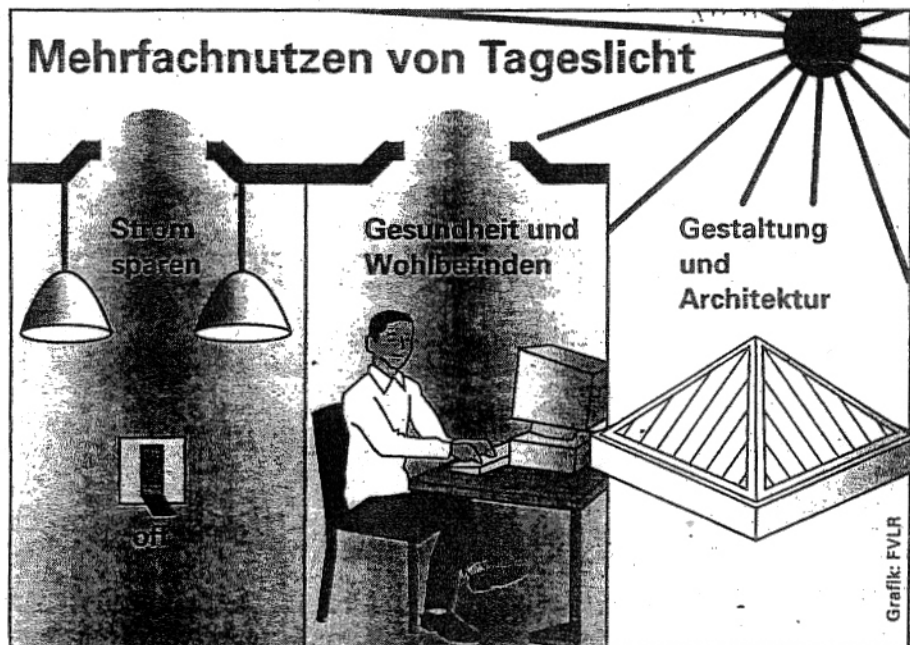 Mehrfachnutzen von Tageslicht
Strom
sparen
Gesundheit und
Wohlbefinden
Gestaltung
und
Architektur
off
Grafik: FVLR